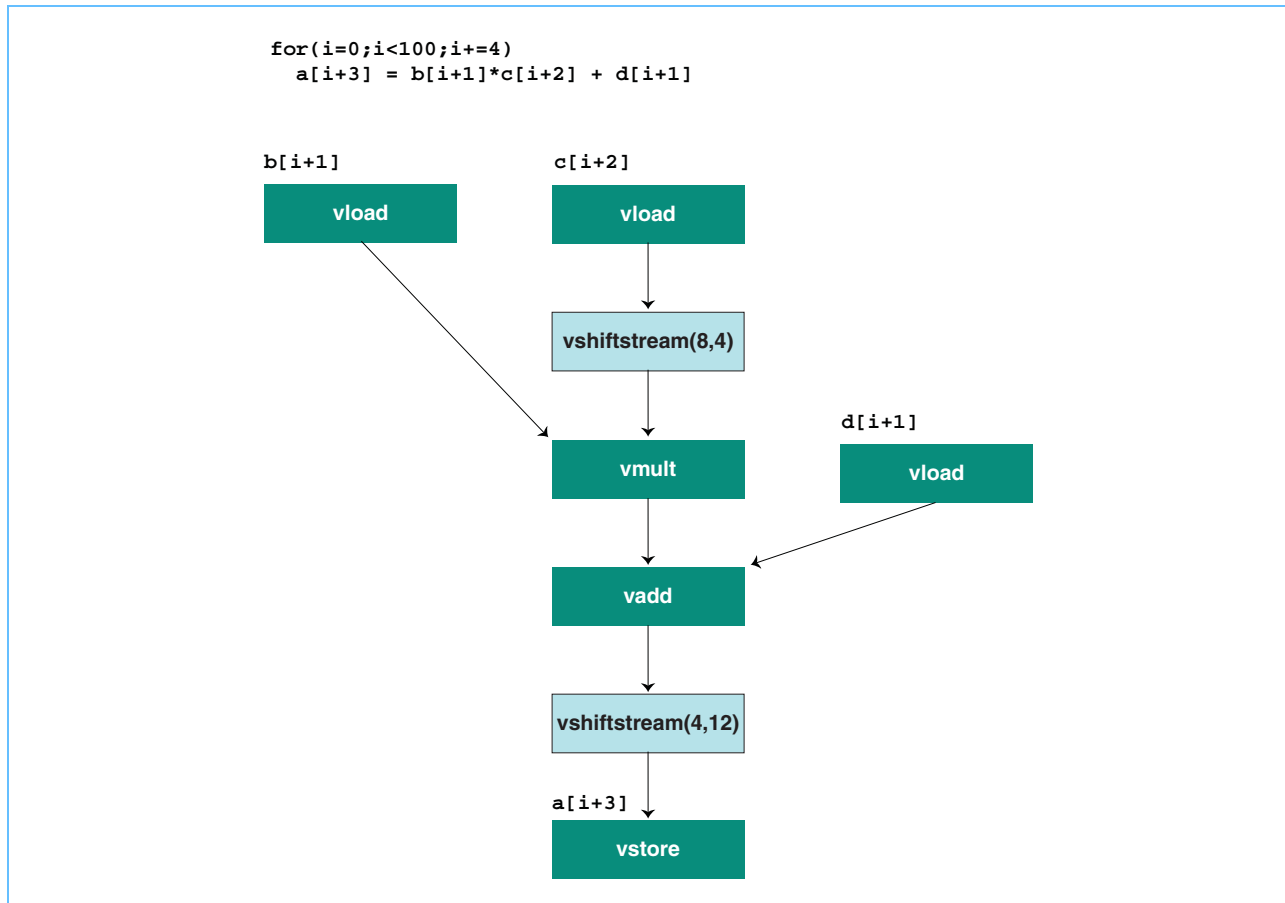 for(i=0;i<100;i+=4)
a[i+3] = b[i+1]*c[i+2] + d[i+1]
b[i+1]
c[i+2]
vload
vload
vshiftstream(8,4)
d[i+1]
vmult
vload
vadd
vshiftstream(4,12)
a[i+3]
vstore